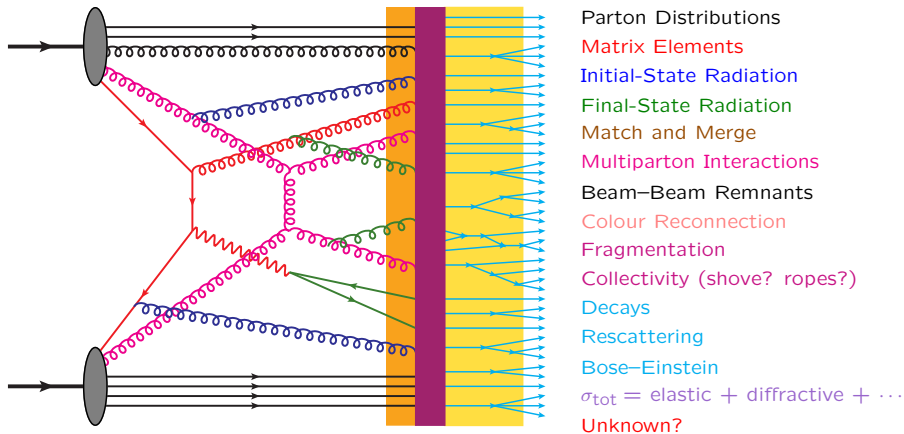 Parton Distributions
Matrix Elements
Initial-State Radiation
Final-State Radiation
Match and Merge
Multiparton Interactions
Beam–Beam Remnants
Colour Reconnection
Fragmentation
Collectivity (shove? ropes?)
Decays
Rescattering
Bose–Einstein
σ_tot = elastic + diffractive + ⋯
Unknown?